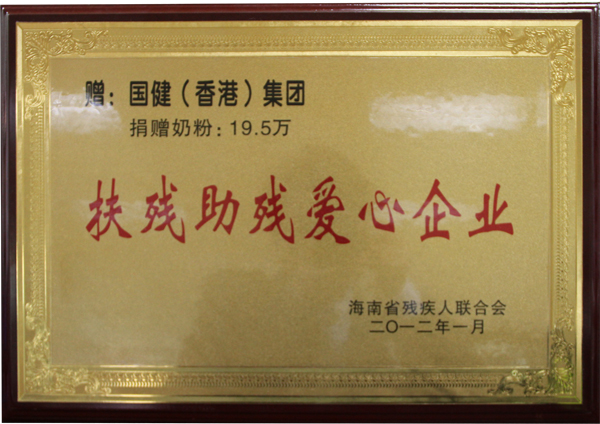 赠：国健（香港）集团
捐赠奶粉：19.5万
扶残助残爱心企业
海南省残疾人联合会
二〇一二年一月